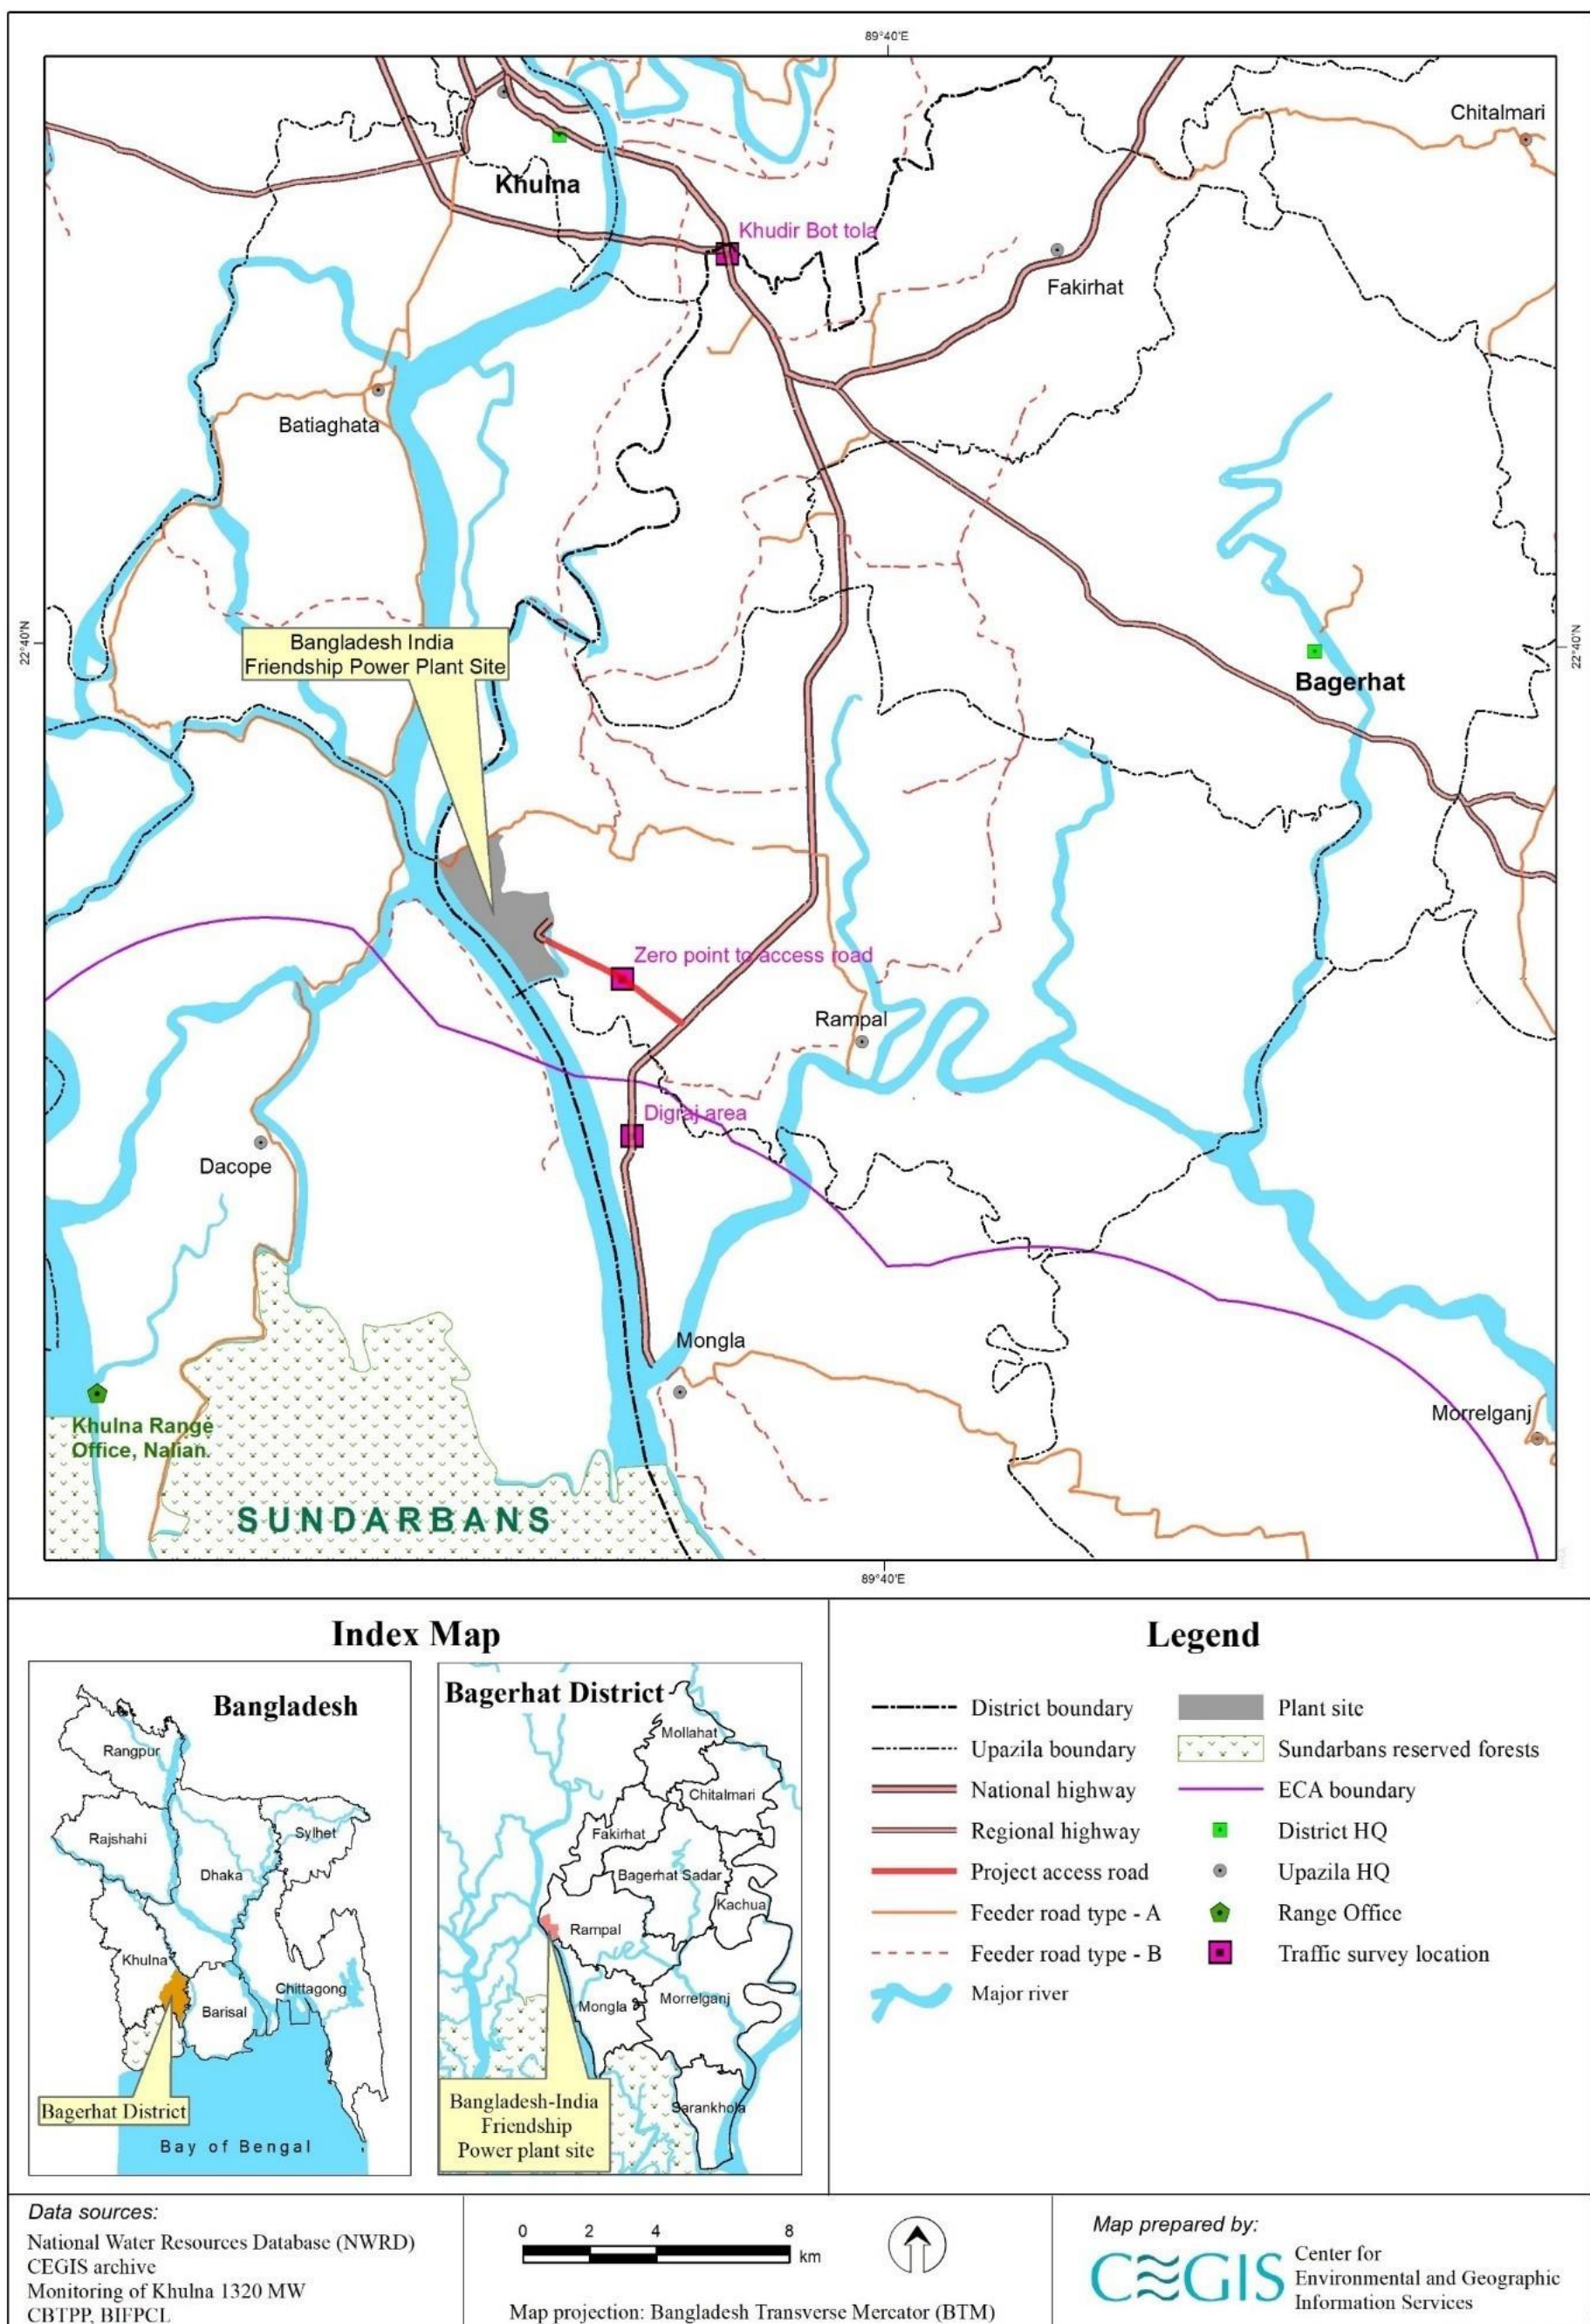 89°40'E
Chitalmari
Khulna
Khudir Bot tola
Fakirhat
Batiaghata
22°40'N
22°40'N
Bangladesh India
Friendship Power Plant Site
Bagerhat
Zero point to access road
Rampal
Digraj area
Dacope
Mongla
Khulna Range
Office, Nalian.
Morrelganj
SUNDARBANS
89°40'E
Index Map
Bangladesh
Rangpur
Rajshahi
Sylhet
Dhaka
Khulna
Chittagong
Barisal
Bagerhat District
Bay of Bengal
Bagerhat District
Mollahat
Chitalmari
Fakirhat
Bagerhat Sadar
Kachua
Rampal
Mongla
Morrelganj
Sarankhola
Bangladesh-India
Friendship
Power plant site
Legend
District boundary
Upazila boundary
National highway
Regional highway
Project access road
Feeder road type - A
Feeder road type - B
Major river
Plant site
Sundarbans reserved forests
ECA boundary
District HQ
Upazila HQ
Range Office
Traffic survey location
Data sources:
National Water Resources Database (NWRD)
CEGIS archive
Monitoring of Khulna 1320 MW
CBTPP, BIFPCL
0 2 4 8
km
Map projection: Bangladesh Transverse Mercator (BTM)
Map prepared by:
CEGIS
Center for
Environmental and Geographic
Information Services